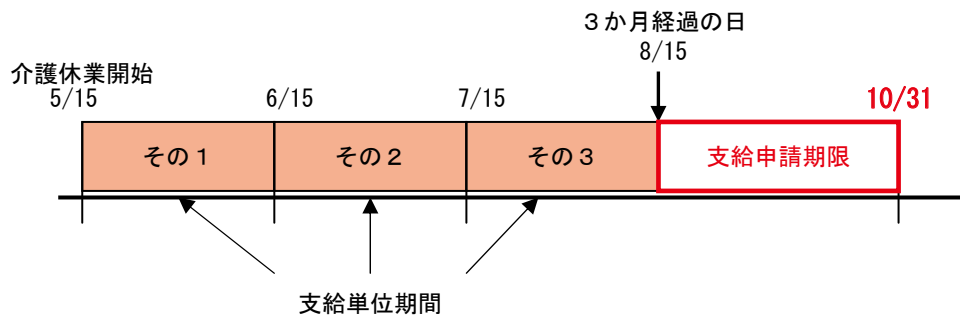 ３か月経過の日
8/15
介護休業開始
5/15
6/15
7/15
10/31
その１
その２
その３
支給申請期限
支給単位期間